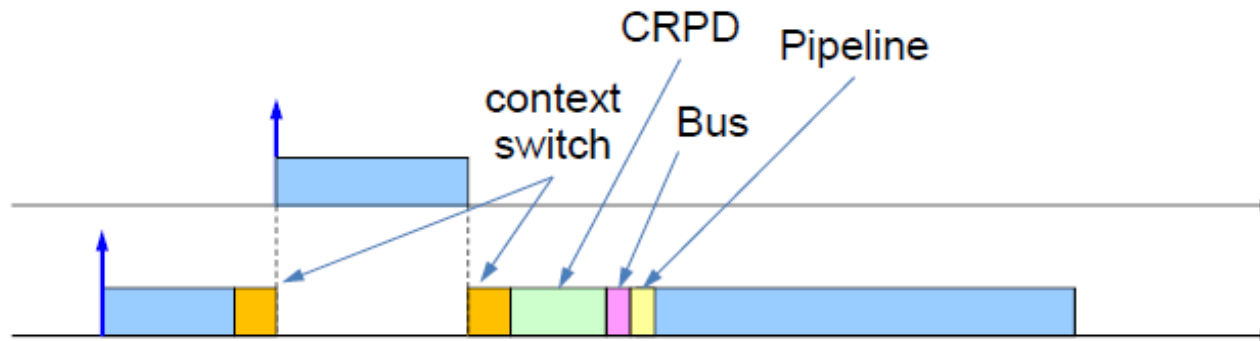 CRPD
Pipeline
context
switch
Bus